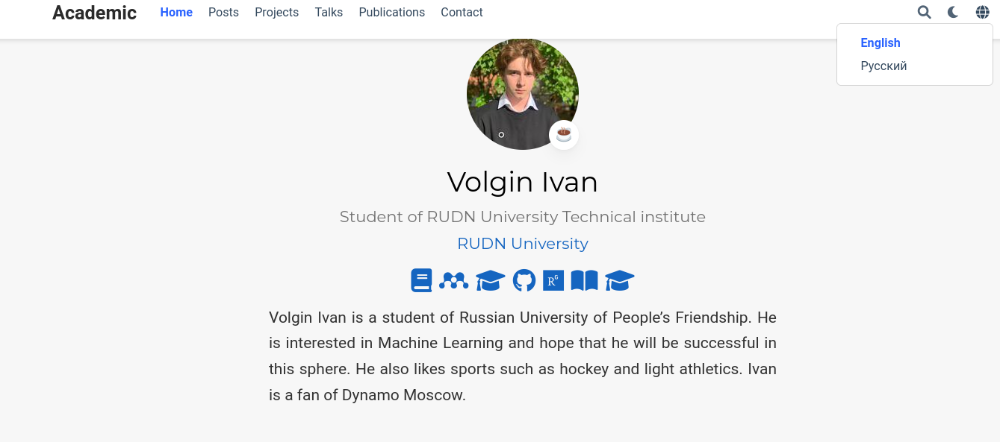 Academic Home Posts Projects Talks Publications Contact
English
Русский
Volgin Ivan
Student of RUDN University Technical institute
RUDN University
RG
Volgin Ivan is a student of Russian University of People’s Friendship. He
is interested in Machine Learning and hope that he will be successful in
this sphere. He also likes sports such as hockey and light athletics. Ivan
is a fan of Dynamo Moscow.